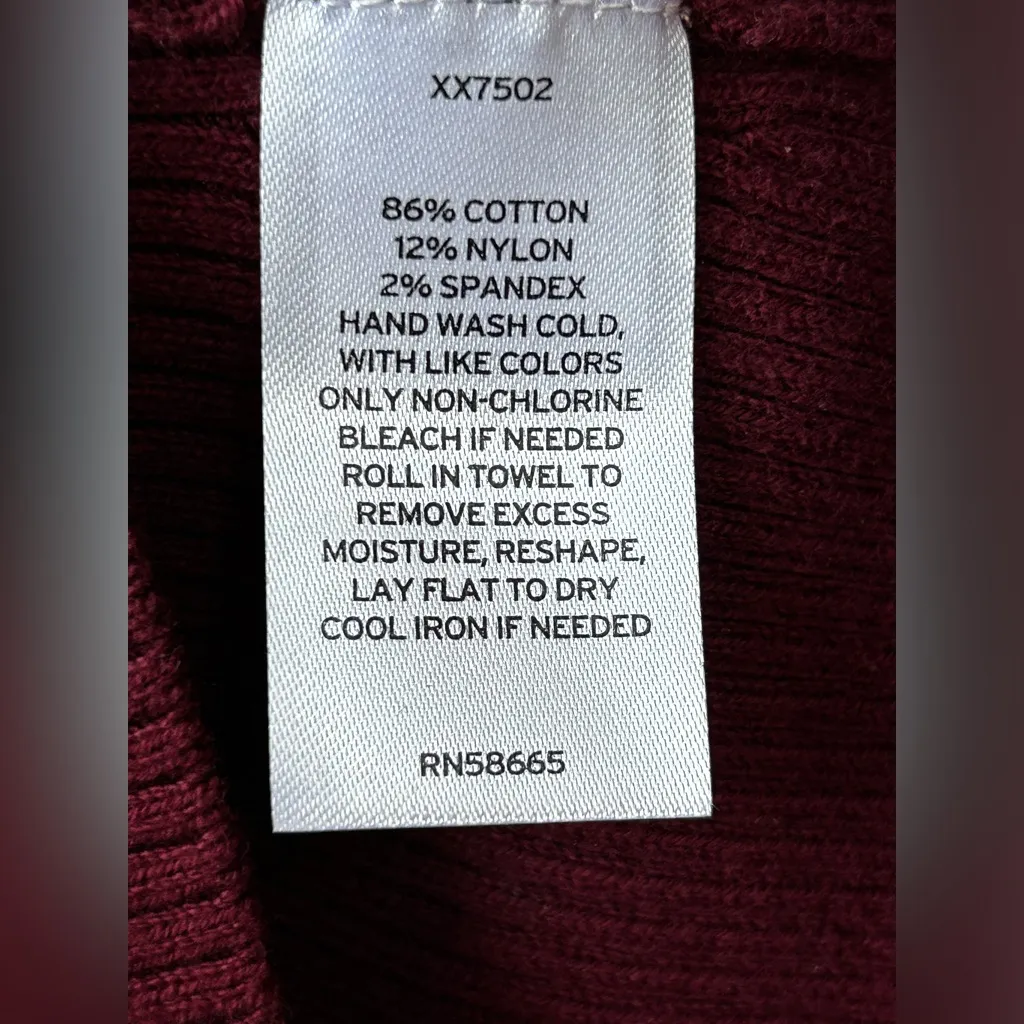 XX7502
86% COTTON
12% NYLON
2% SPANDEX
HAND WASH COLD,
WITH LIKE COLORS
ONLY NON-CHLORINE
BLEACH IF NEEDED
ROLL IN TOWEL TO
REMOVE EXCESS
MOISTURE, RESHAPE,
LAY FLAT TO DRY
COOL IRON IF NEEDED
RN58665